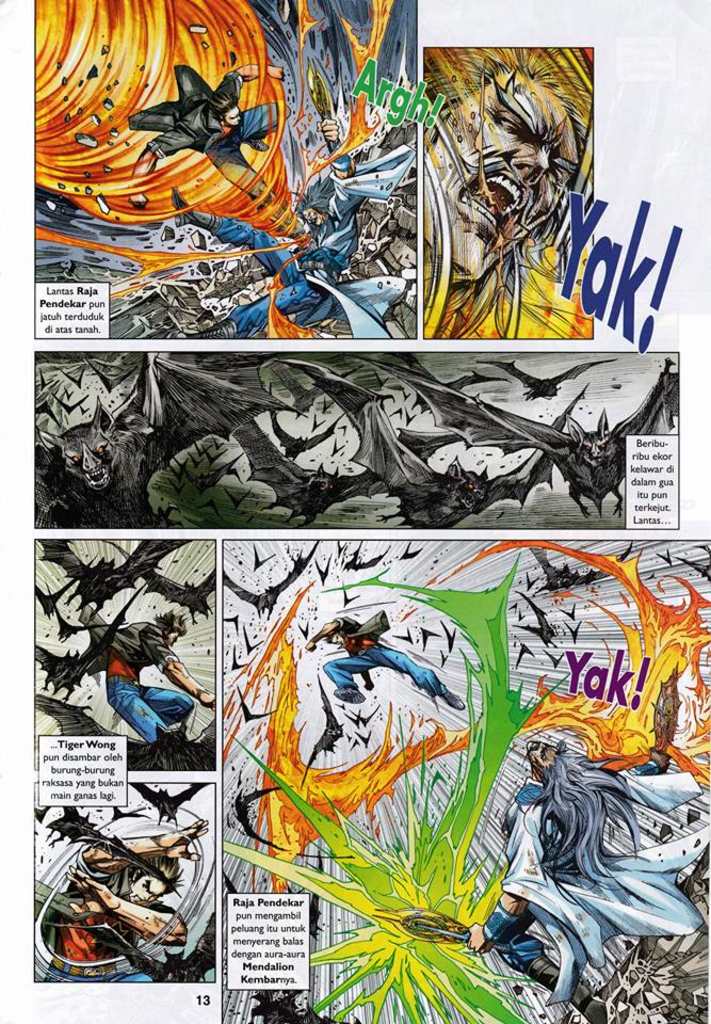 Argh!
Yak!
Lantas Raja
Pendekar pun
jatuh terduduk
di atas tanah.
Beribu-
ribu ekor
kelawar di
dalam gua
itu pun
terkejut.
Lantas...
...Tiger Wong
pun disambar oleh
burung-burung
raksasa yang bukan
main ganas lagi.
Yak!
Raja Pendekar
pun mengambil
peluang itu untuk
menyerang balas
dengan aura-aura
Mendalion
Kembarnya.
13